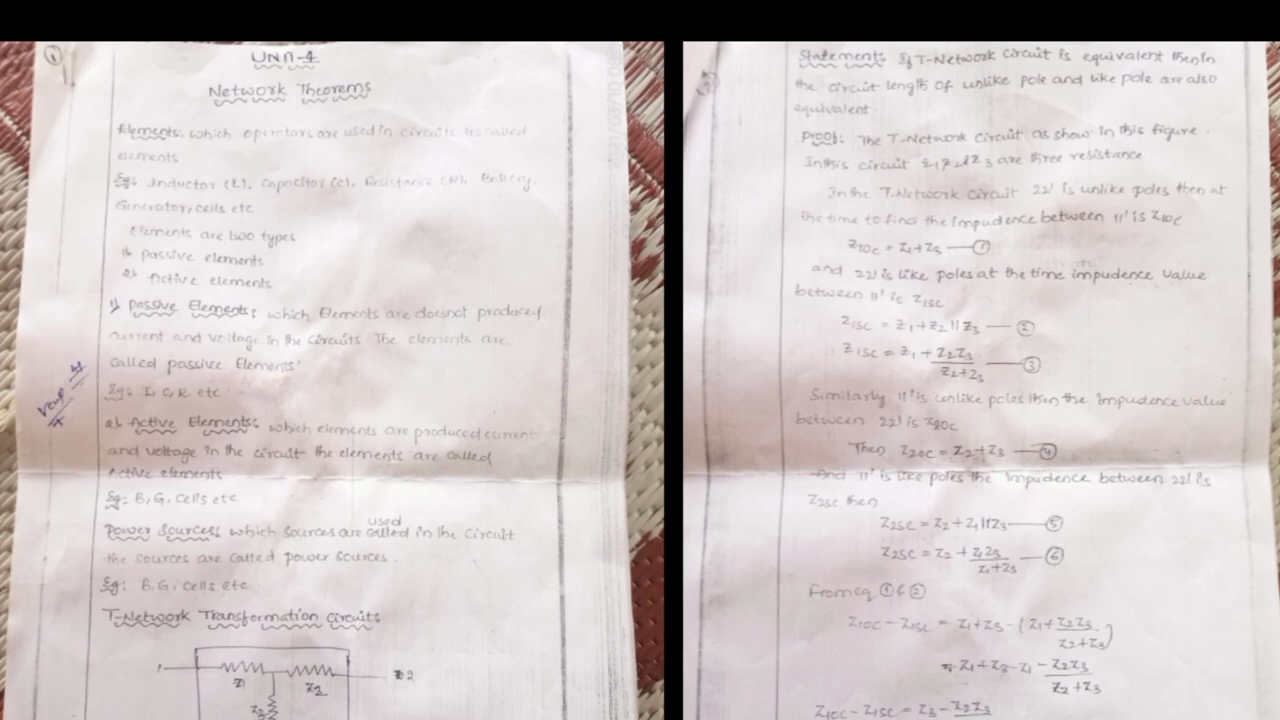 ①
UNIT-4
Network Theorems
Elements: which operators are used in circuits its called
elements
Eg: Inductor (L), Capacitor (C), Resistance (R), Battery,
Generator, cells etc
Elements are two types
1) passive elements
2) Active elements
1) Passive Elements: which Elements are doesnot produced
current and voltage in the circuits The elements are
called passive Elements'
Eg: L, C, R etc
2) Active Elements: which elements are produced current
and voltage in the circuit the elements are called
Active elements
Eg: B, G. Cells etc
used
Power Sources: which sources are called in the circuit
the sources are called power sources.
Eg: B, G. cells etc
T-Network Transformation Circuits
1 2
Z1 Z2
Z3
Statement: If T-Network Circuit is equivalent then in
the circuit length of unlike pole and like pole are also
equivalent.
Proof: The T-Network Circuit as show in this figure.
In this circuit Z1 Z2 & Z3 are three resistance
In the T-Network Circuit 22' is unlike poles then at
the time to find the Impudence between 11' is Z1OC
Z1OC = Z1+Z3 —①
and 22' is like poles at the time impudence value
between 11' is Z1SC
Z1SC = Z1+Z2||Z3 —②
Z1SC = Z1 + Z2Z3/Z2+Z3 —③
Similarly 11' is unlike poles then the Impudence value
between 22' is Z2OC
Then Z2OC = Z2+Z3 —④
And 11' is like poles the impudence between 22' is
Z2SC then
Z2SC = Z2 + Z1||Z3 —⑤
Z2SC = Z2 + Z1Z3/Z1+Z3 —⑥
From eq ① & ②
Z1OC - Z1SC = Z1+Z3 - (Z1+Z2Z3/Z2+Z3)
= Z1+Z3-Z1 - Z2Z3/Z2+Z3
Z1OC - Z1SC = Z3 - Z2Z3